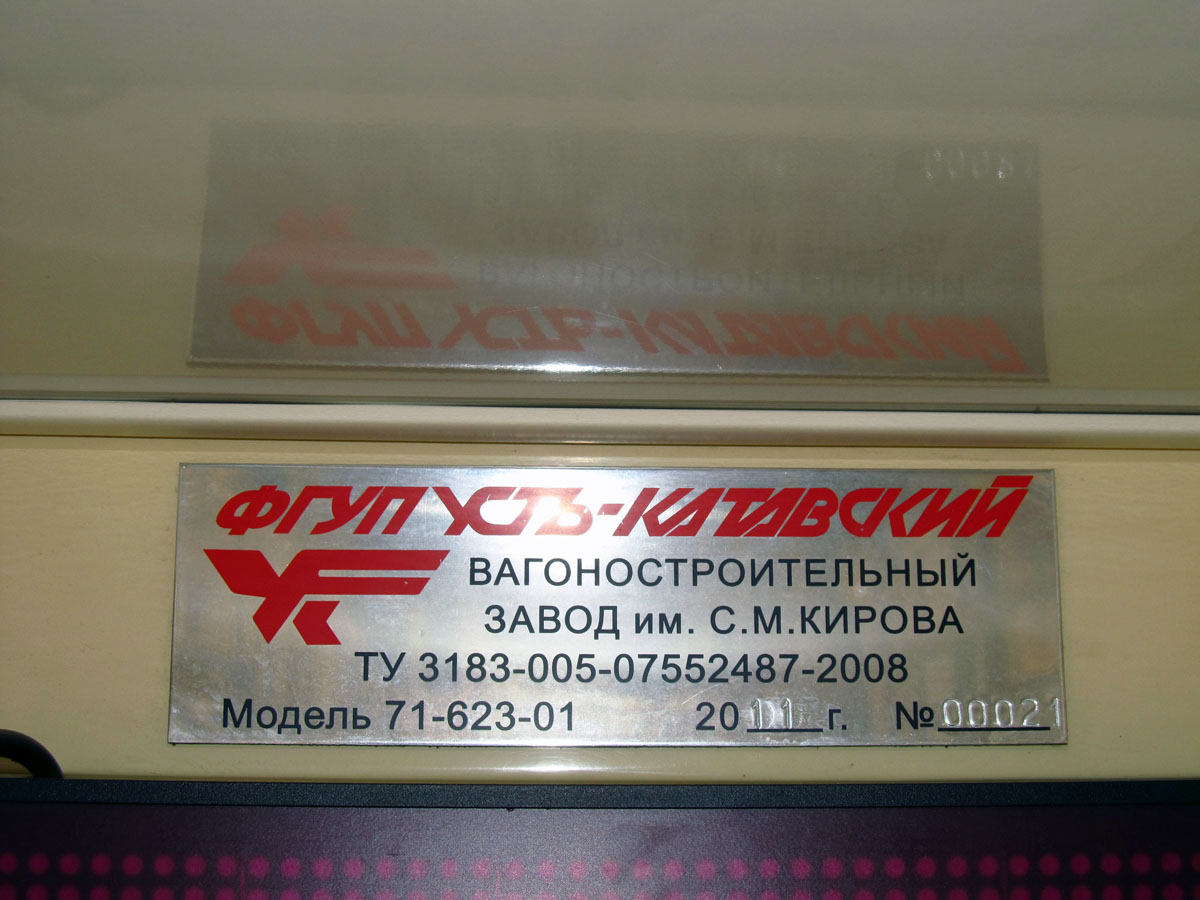 ФГУП УСТЬ-КАТАВСКИЙ
ВАГОНОСТРОИТЕЛЬНЫЙ
ЗАВОД им. С.М.КИРОВА
ТУ 3183-005-07552487-2008
Модель 71-623-01 2011 г. №00021